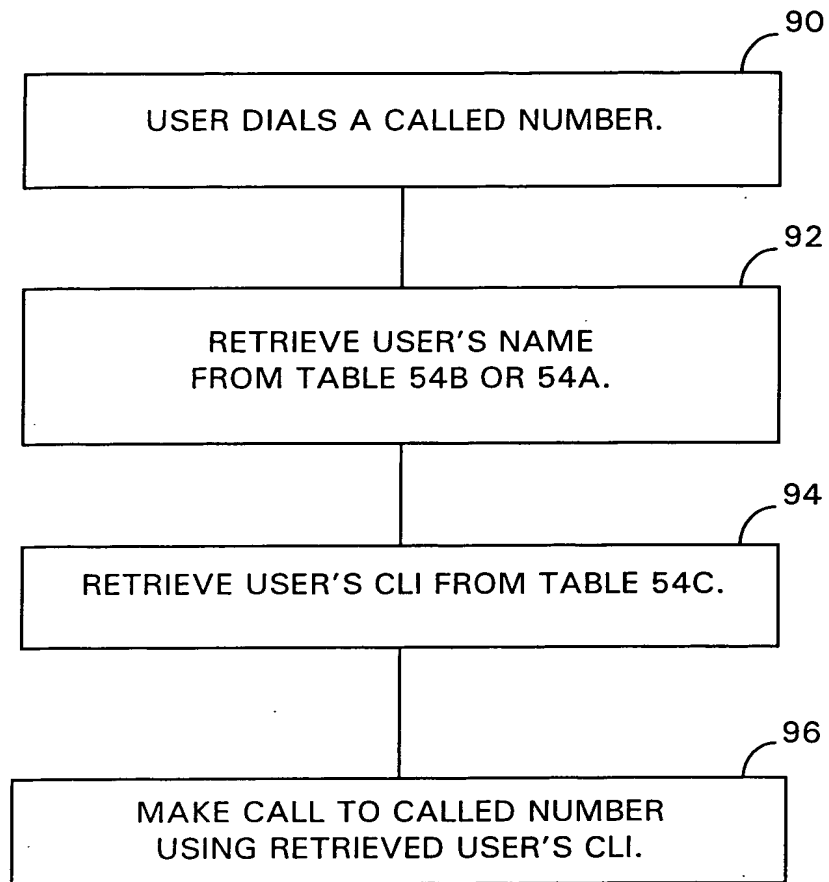 90
USER DIALS A CALLED NUMBER.
92
RETRIEVE USER'S NAME
FROM TABLE 54B OR 54A.
94
RETRIEVE USER'S CLI FROM TABLE 54C.
96
MAKE CALL TO CALLED NUMBER
USING RETRIEVED USER'S CLI.